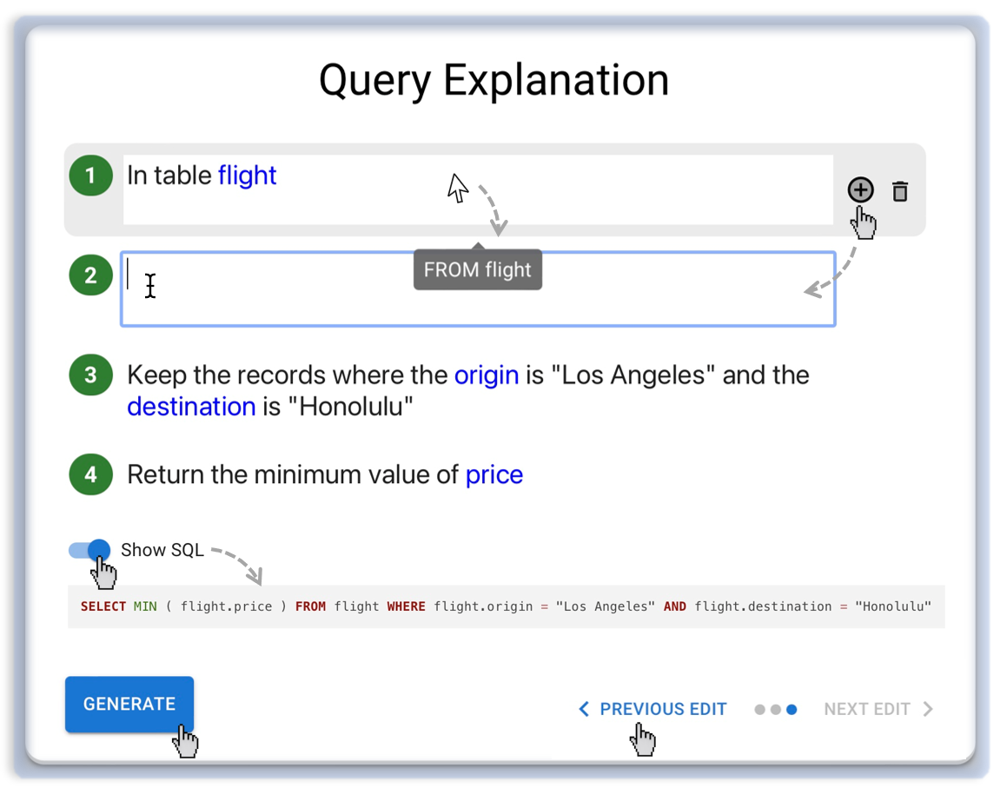 Query Explanation
1 In table flight
FROM flight
2
3 Keep the records where the origin is "Los Angeles" and the
destination is "Honolulu"
4 Return the minimum value of price
Show SQL
SELECT MIN ( flight.price ) FROM flight WHERE flight.origin = "Los Angeles" AND flight.destination = "Honolulu"
GENERATE
PREVIOUS EDIT
NEXT EDIT